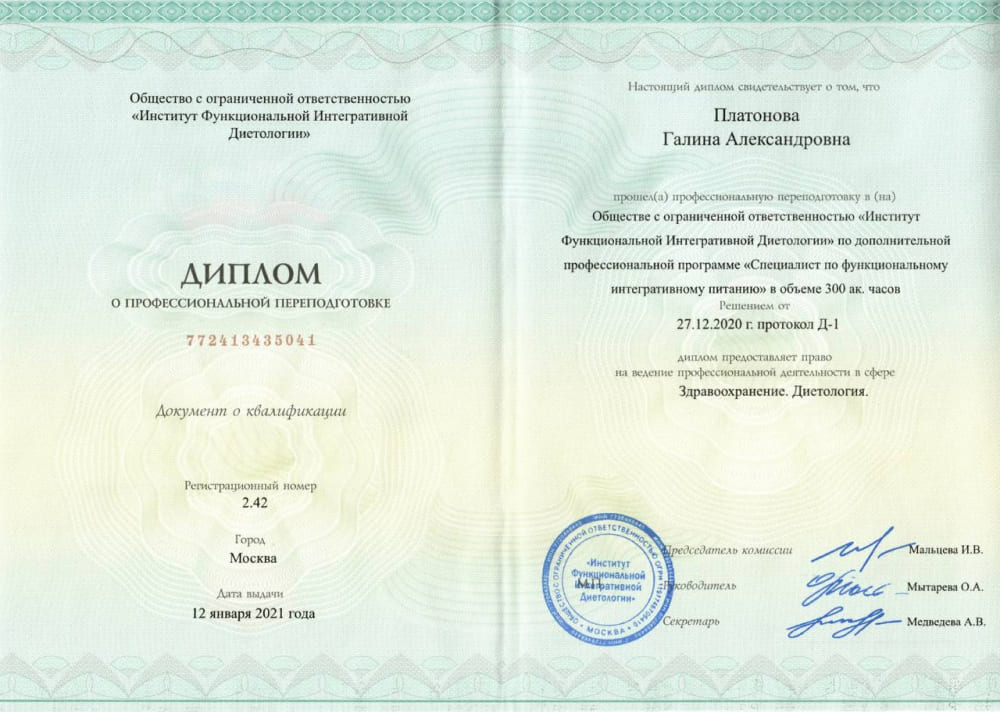 Общество с ограниченной ответственностью
«Институт Функциональной Интегративной
Диетологии»
ДИПЛОМ
О ПРОФЕССИОНАЛЬНОЙ ПЕРЕПОДГОТОВКЕ
772413435041
Документ о квалификации
Регистрационный номер
2.42
Город
Москва
Дата выдачи
12 января 2021 года
Настоящий диплом свидетельствует о том, что
Платонова
Галина Александровна
прошел(а) профессиональную переподготовку в (на)
Обществе с ограниченной ответственностью «Институт
Функциональной Интегративной Диетологии» по дополнительной
профессиональной программе «Специалист по функциональному
интегративному питанию» в объеме 300 ак. часов
Решением от
27.12.2020 г. протокол Д-1
диплом предоставляет право
на ведение профессиональной деятельности в сфере
Здравоохранение. Диетология.
Председатель комиссии
Мальцева И.В.
Руководитель
Мытарева О.А.
Секретарь
Медведева А.В.
М.П.
«Институт
Функциональной
Интегративной
Диетологии»
ОБЩЕСТВО С ОГРАНИЧЕННОЙ ОТВЕТСТВЕННОСТЬЮ
МОСКВА